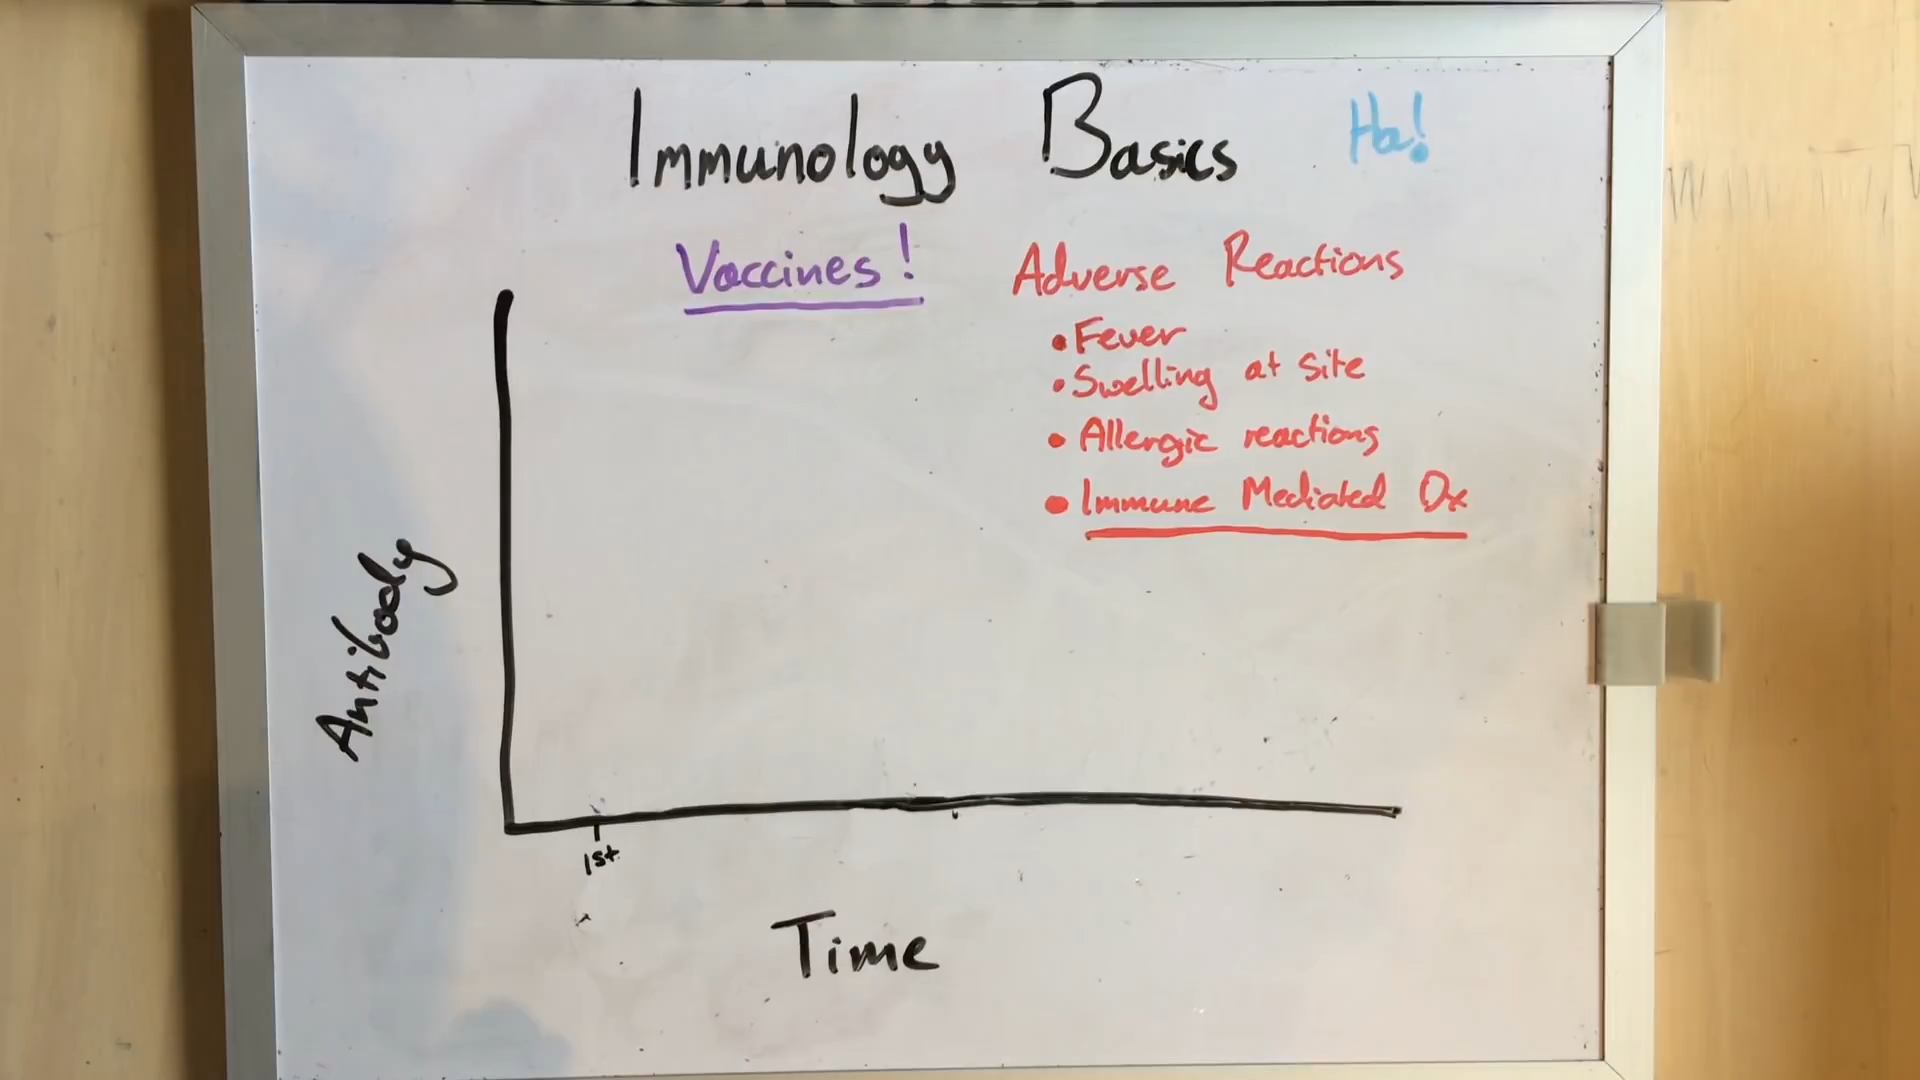 Immunology Basics
Ha!
Vaccines!
Adverse Reactions
• Fever
• Swelling at site
• Allergic reactions
• Immune Mediated Dx
Antibody
1st
Time